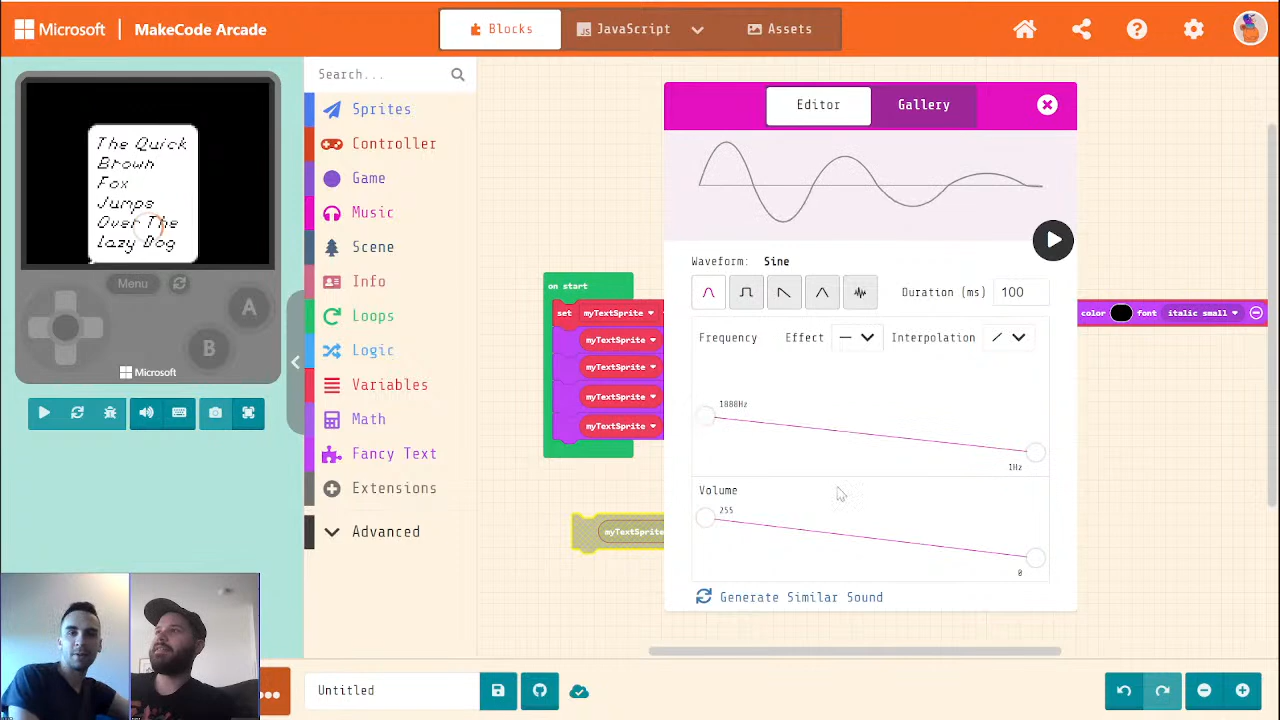 Microsoft
MakeCode Arcade
Blocks
JavaScript
Assets
The Quick
Brown
Fox
Jumps
Over The
lazy Dog
Menu
A
B
Microsoft
Search...
Sprites
Controller
Game
Music
Scene
Info
Loops
Logic
Variables
Math
Fancy Text
Extensions
Advanced
on start
set myTextSprite
myTextSprite
myTextSprite
myTextSprite
myTextSprite
myTextSprite
color font italic small
Editor
Gallery
Waveform: Sine
Duration (ms) 100
Frequency Effect Interpolation
1888Hz
1Hz
Volume
255
0
Generate Similar Sound
Untitled